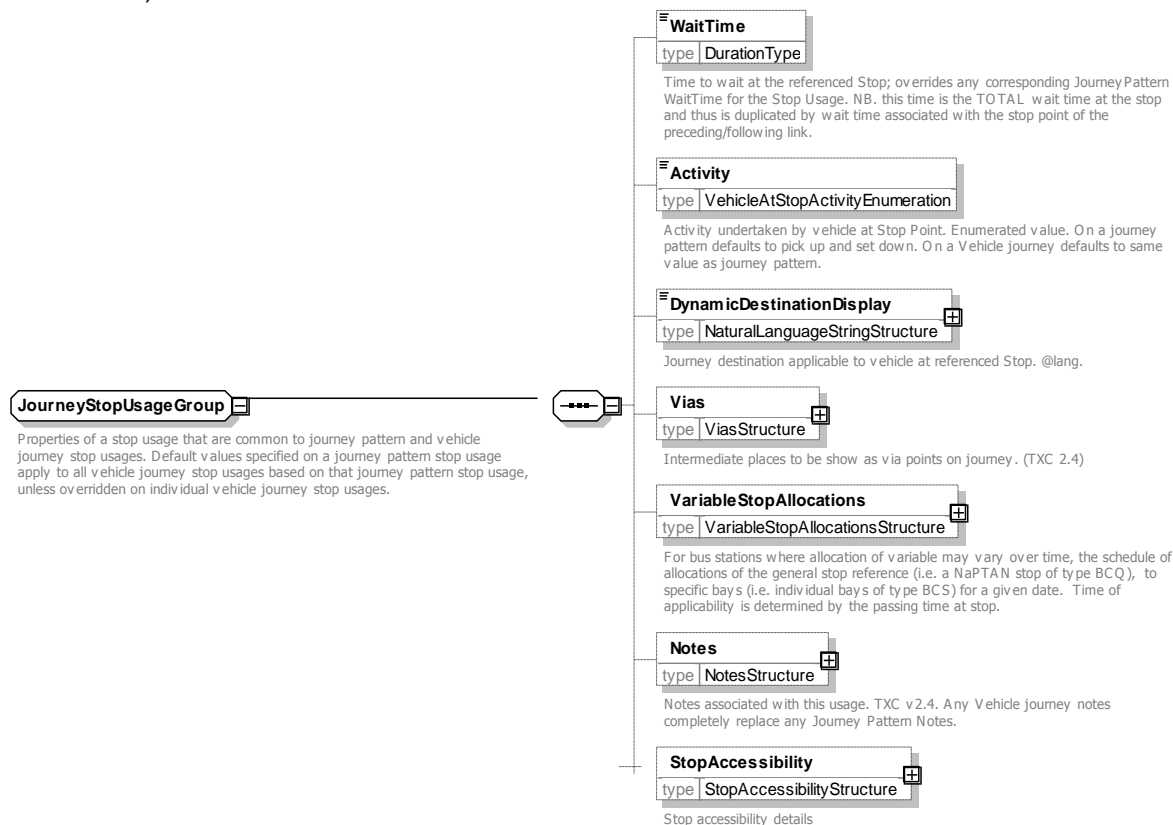 JourneyStopUsageGroup
Properties of a stop usage that are common to journey pattern and vehicle
journey stop usages. Default values specified on a journey pattern stop usage
apply to all vehicle journey stop usages based on that journey pattern stop usage,
unless overridden on individual vehicle journey stop usages.
WaitTime
type DurationType
Time to wait at the referenced Stop; overrides any corresponding JourneyPattern
WaitTime for the Stop Usage. NB. this time is the TOTAL wait time at the stop
and thus is duplicated by wait time associated with the stop point of the
preceding/following link.
Activity
type VehicleAtStopActivityEnumeration
Activity undertaken by vehicle at Stop Point. Enumerated value. On a journey
pattern defaults to pick up and set down. On a Vehicle journey defaults to same
value as journey pattern.
DynamicDestinationDisplay
type NaturalLanguageStringStructure
Journey destination applicable to vehicle at referenced Stop. @lang.
Vias
type ViasStructure
Intermediate places to be show as via points on journey. (TXC 2.4)
VariableStopAllocations
type VariableStopAllocationsStructure
For bus stations where allocation of variable may vary over time, the schedule of
allocations of the general stop reference (i.e. a NaPTAN stop of type BCQ), to
specific bays (i.e. individual bays of type BCS) for a given date. Time of
applicability is determined by the passing time at stop.
Notes
type NotesStructure
Notes associated with this usage. TXC v2.4. Any Vehicle journey notes
completely replace any Journey Pattern Notes.
StopAccessibility
type StopAccessibilityStructure
Stop accessibility details